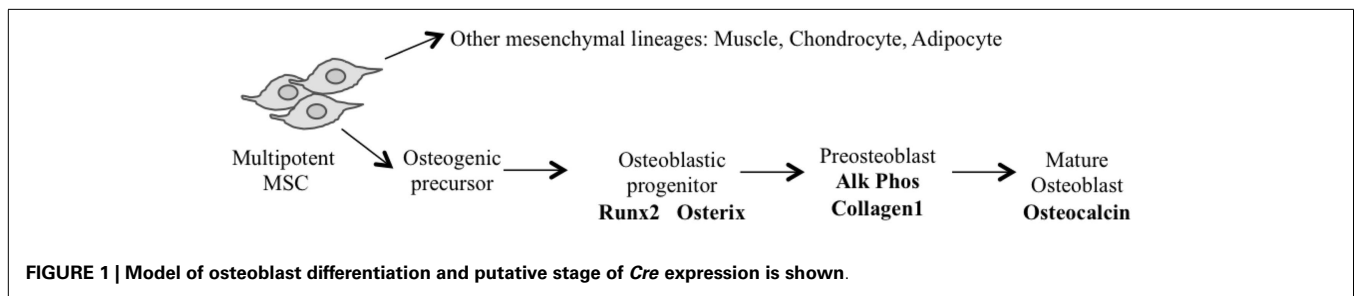 Other mesenchymal lineages: Muscle, Chondrocyte, Adipocyte
Multipotent
MSC
Osteogenic
precursor
Osteoblastic
progenitor
Runx2 Osterix
Preosteoblast
Alk Phos
Collagen1
Mature
Osteoblast
Osteocalcin
FIGURE 1 | Model of osteoblast differentiation and putative stage of Cre expression is shown.